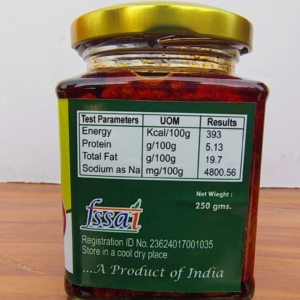 Test Parameters UOM Results
Energy Kcal/100g 393
Protein g/100g 5.13
Total Fat g/100g 19.7
Sodium as Na mg/100g 4800.56
Net Wieght :
250 gms.
fssai
Registration ID No. 23624017001035
Store in a cool dry place
...A Product of India